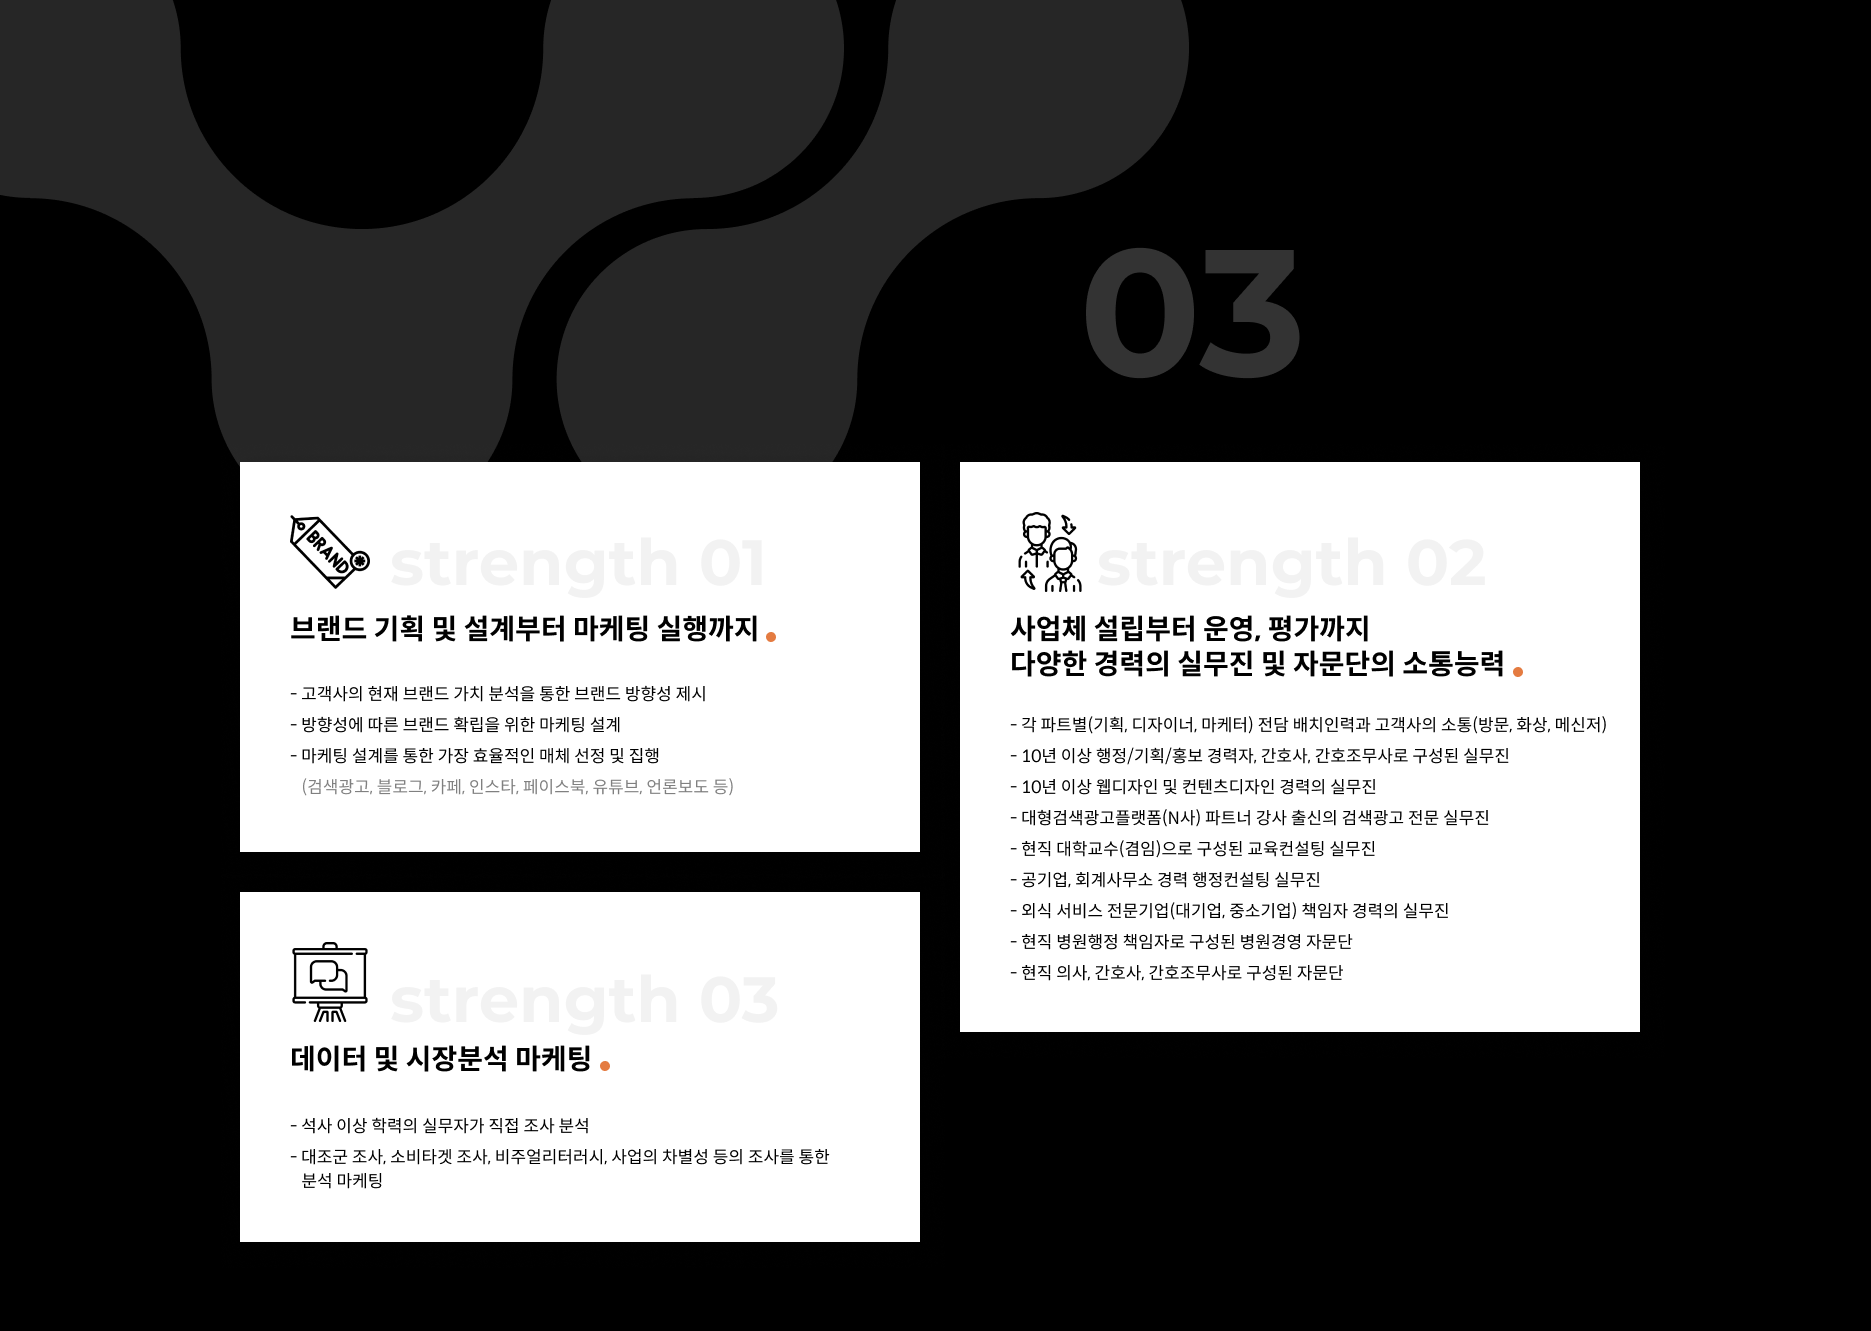 03
BRAND
strength 01
브랜드 기획 및 설계부터 마케팅 실행까지
- 고객사의 현재 브랜드 가치 분석을 통한 브랜드 방향성 제시
- 방향성에 따른 브랜드 확립을 위한 마케팅 설계
- 마케팅 설계를 통한 가장 효율적인 매체 선정 및 집행
(검색광고, 블로그, 카페, 인스타, 페이스북, 유튜브, 언론보도 등)
strength 02
사업체 설립부터 운영, 평가까지
다양한 경력의 실무진 및 자문단의 소통능력
- 각 파트별(기획, 디자이너, 마케터) 전담 배치인력과 고객사의 소통(방문, 화상, 메신저)
- 10년 이상 행정/기획/홍보 경력자, 간호사, 간호조무사로 구성된 실무진
- 10년 이상 웹디자인 및 컨텐츠디자인 경력의 실무진
- 대형검색광고플랫폼(N사) 파트너 강사 출신의 검색광고 전문 실무진
- 현직 대학교수(겸임)으로 구성된 교육컨설팅 실무진
- 공기업, 회계사무소 경력 행정컨설팅 실무진
- 외식 서비스 전문기업(대기업, 중소기업) 책임자 경력의 실무진
- 현직 병원행정 책임자로 구성된 병원경영 자문단
- 현직 의사, 간호사, 간호조무사로 구성된 자문단
strength 03
데이터 및 시장분석 마케팅
- 석사 이상 학력의 실무자가 직접 조사 분석
- 대조군 조사, 소비타겟 조사, 비주얼리터러시, 사업의 차별성 등의 조사를 통한
분석 마케팅